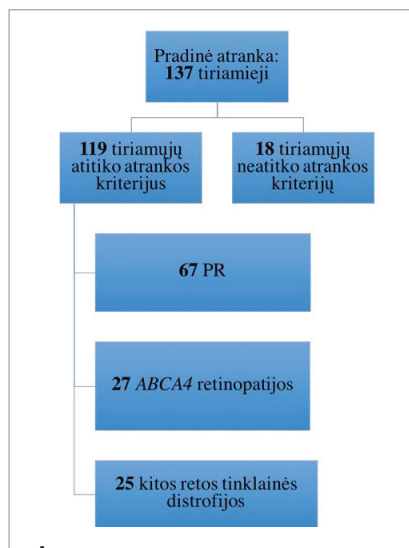 Pradinė atranka:
137 tiriamieji
119 tiriamųjų
atitiko atrankos
kriterijus
18 tiriamųjų
neatitko atrankos
kriterijų
67 PR
27 ABCA4 retinopatijos
25 kitos retos tinklainės
distrofijos